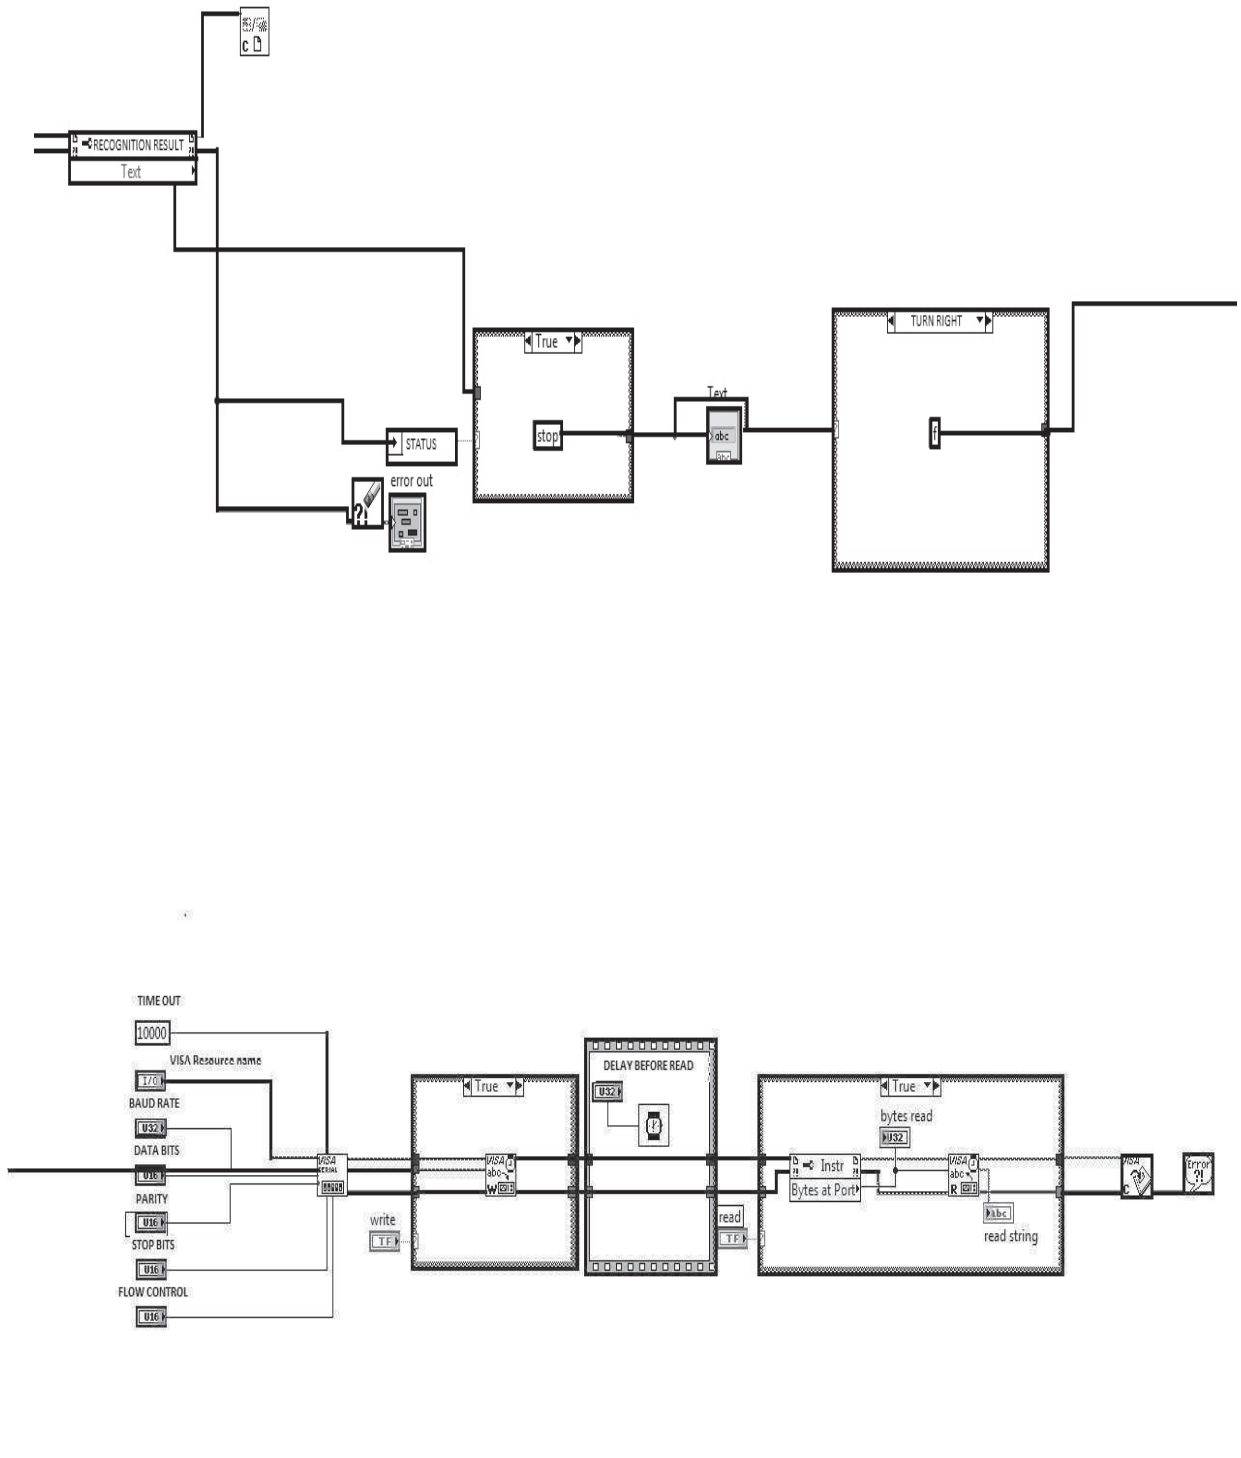 C
RECOGNITION RESULT
Text
True
TURN RIGHT
stop
Text
abc
abc
f
STATUS
error out
?!
TIME OUT
10000
VISA Resource name
I/O
BAUD RATE
U32
DATA BITS
U16
PARITY
U16
STOP BITS
U16
FLOW CONTROL
U16
VISA
SERIAL
write
TF
True
VISA
abc
W
DELAY BEFORE READ
U32
read
TF
True
bytes read
U32
Instr
Bytes at Port
VISA
abc
R
abc
read string
VISA
C
Error
?!